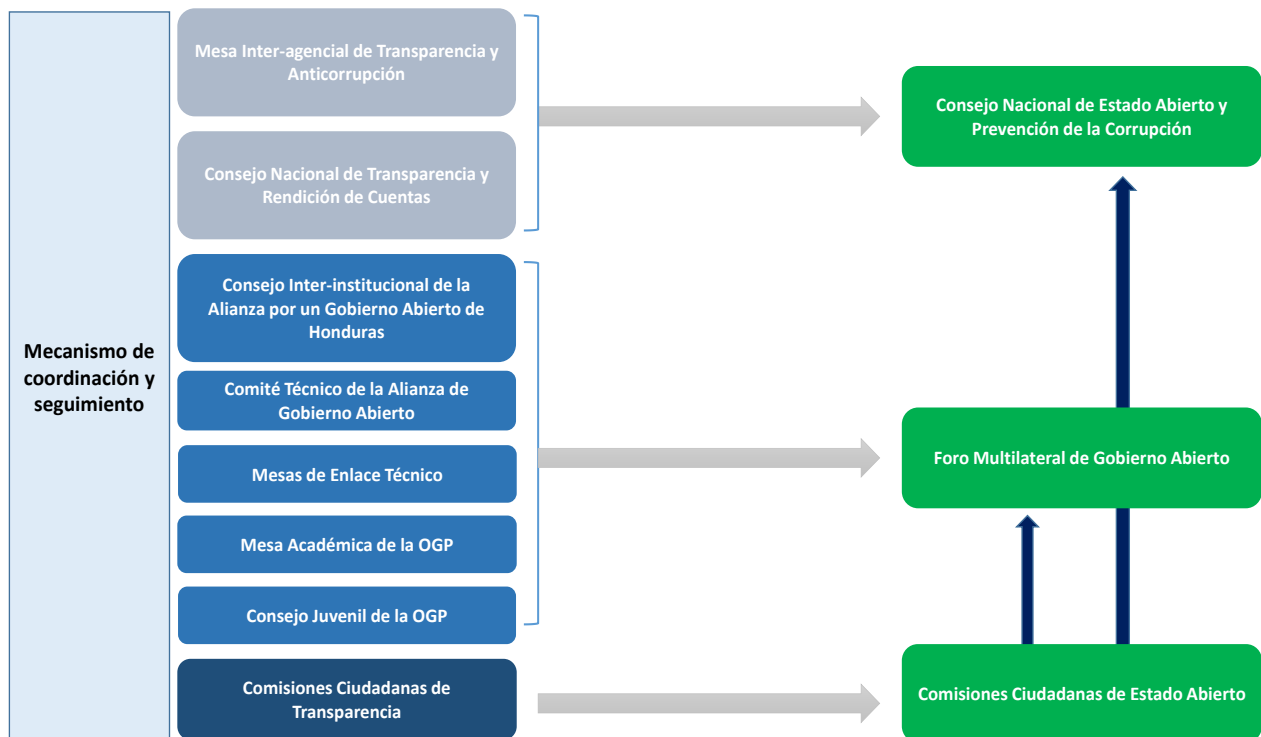 Mecanismo de
coordinación y
seguimiento
Mesa Inter-agencial de Transparencia y
Anticorrupción
Consejo Nacional de Transparencia y
Rendición de Cuentas
Consejo Inter-institucional de la
Alianza por un Gobierno Abierto de
Honduras
Comité Técnico de la Alianza de
Gobierno Abierto
Mesas de Enlace Técnico
Mesa Académica de la OGP
Consejo Juvenil de la OGP
Comisiones Ciudadanas de
Transparencia
Consejo Nacional de Estado Abierto y
Prevención de la Corrupción
Foro Multilateral de Gobierno Abierto
Comisiones Ciudadanas de Estado Abierto